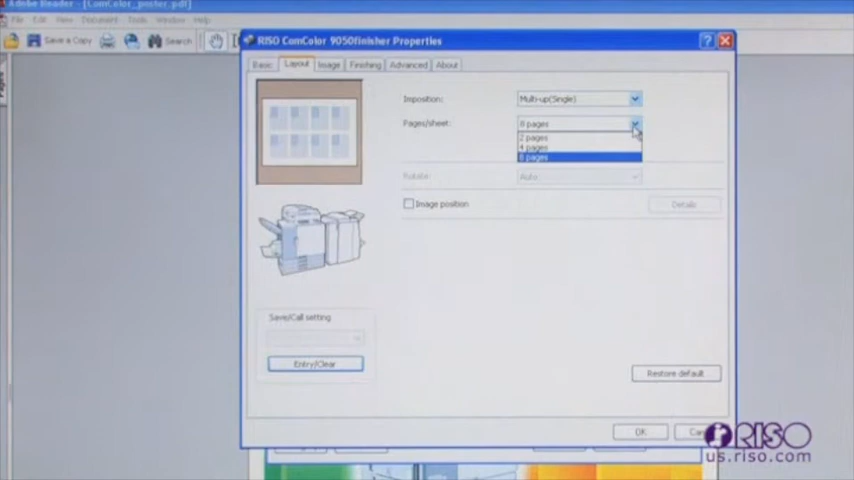 Adobe Reader - [ComColor_poster_pdf]
File Edit View Document Tools Window Help
Save a Copy Search
Pages
RISO ComColor 9050finisher Properties
Basic Layout Image Finishing Advanced About
Imposition: Multi-up(Single)
Pages/sheet: 8 pages
2 pages
4 pages
8 pages
Rotate: Auto
Image position Details
Save/Call setting
Entry/Clear
Restore default
OK
RISO
us.riso.com